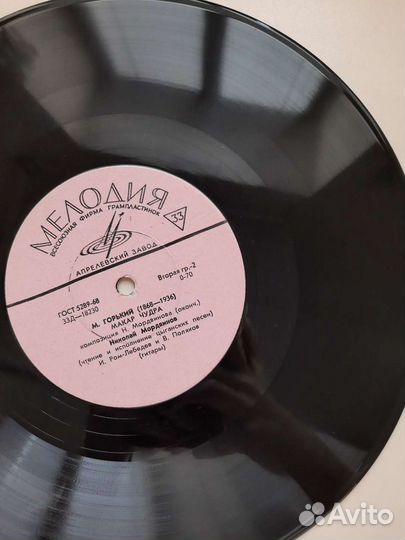 МЕЛОДИЯ
ВСЕСОЮЗНАЯ ФИРМА ГРАМПЛАСТИНОК
33
АПРЕЛЕВСКИЙ ЗАВОД
ГОСТ 5289-68
33Д—18230
Вторая гр.-2
0-70
М. ГОРЬКИЙ (1868—1936)
МАКАР ЧУДРА
композиция Н. Мордвинова (оконч.)
Николай Мордвинов
(чтение и исполнение цыганских песен)
И. Ром-Лебедев и В. Поляков
(гитары)
Avito